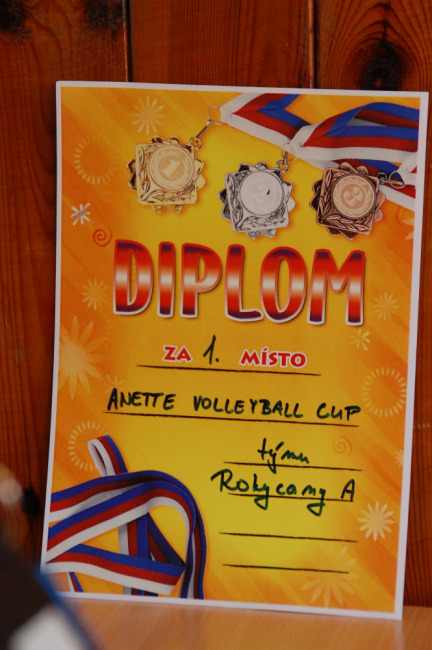 DIPLOM
ZA 1. MÍSTO
ANETTE VOLLEYBALL CUP
týmu
Rokycany A